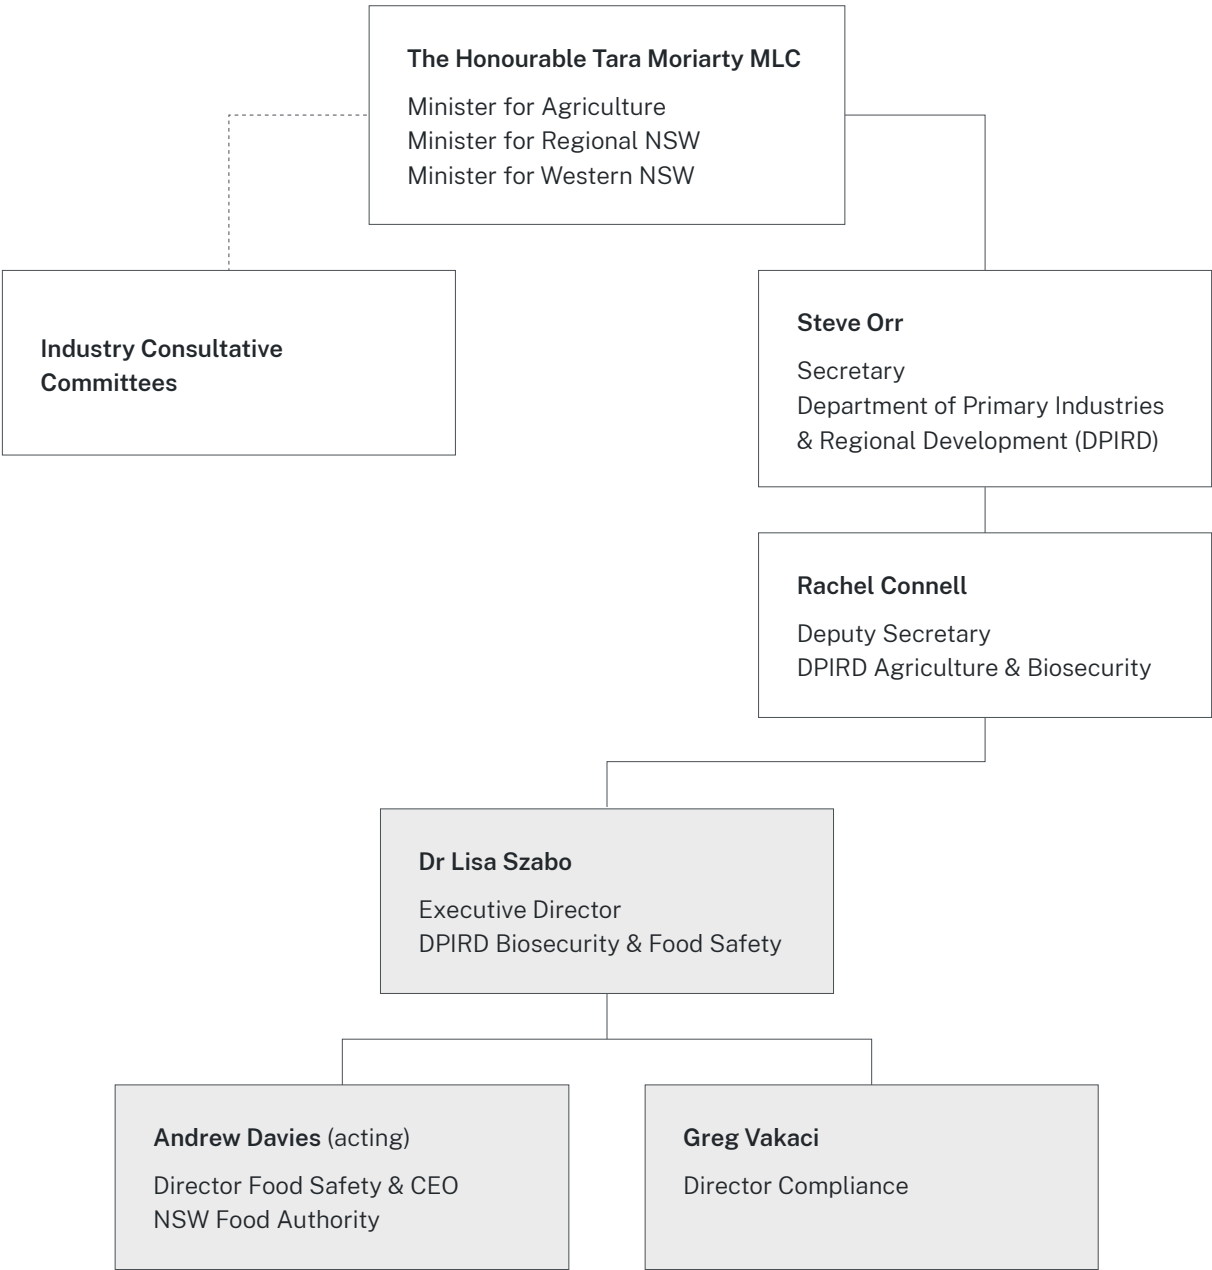 The Honourable Tara Moriarty MLC
Minister for Agriculture
Minister for Regional NSW
Minister for Western NSW
Industry Consultative
Committees
Steve Orr
Secretary
Department of Primary Industries
& Regional Development (DPIRD)
Rachel Connell
Deputy Secretary
DPIRD Agriculture & Biosecurity
Dr Lisa Szabo
Executive Director
DPIRD Biosecurity & Food Safety
Andrew Davies (acting)
Director Food Safety & CEO
NSW Food Authority
Greg Vakaci
Director Compliance